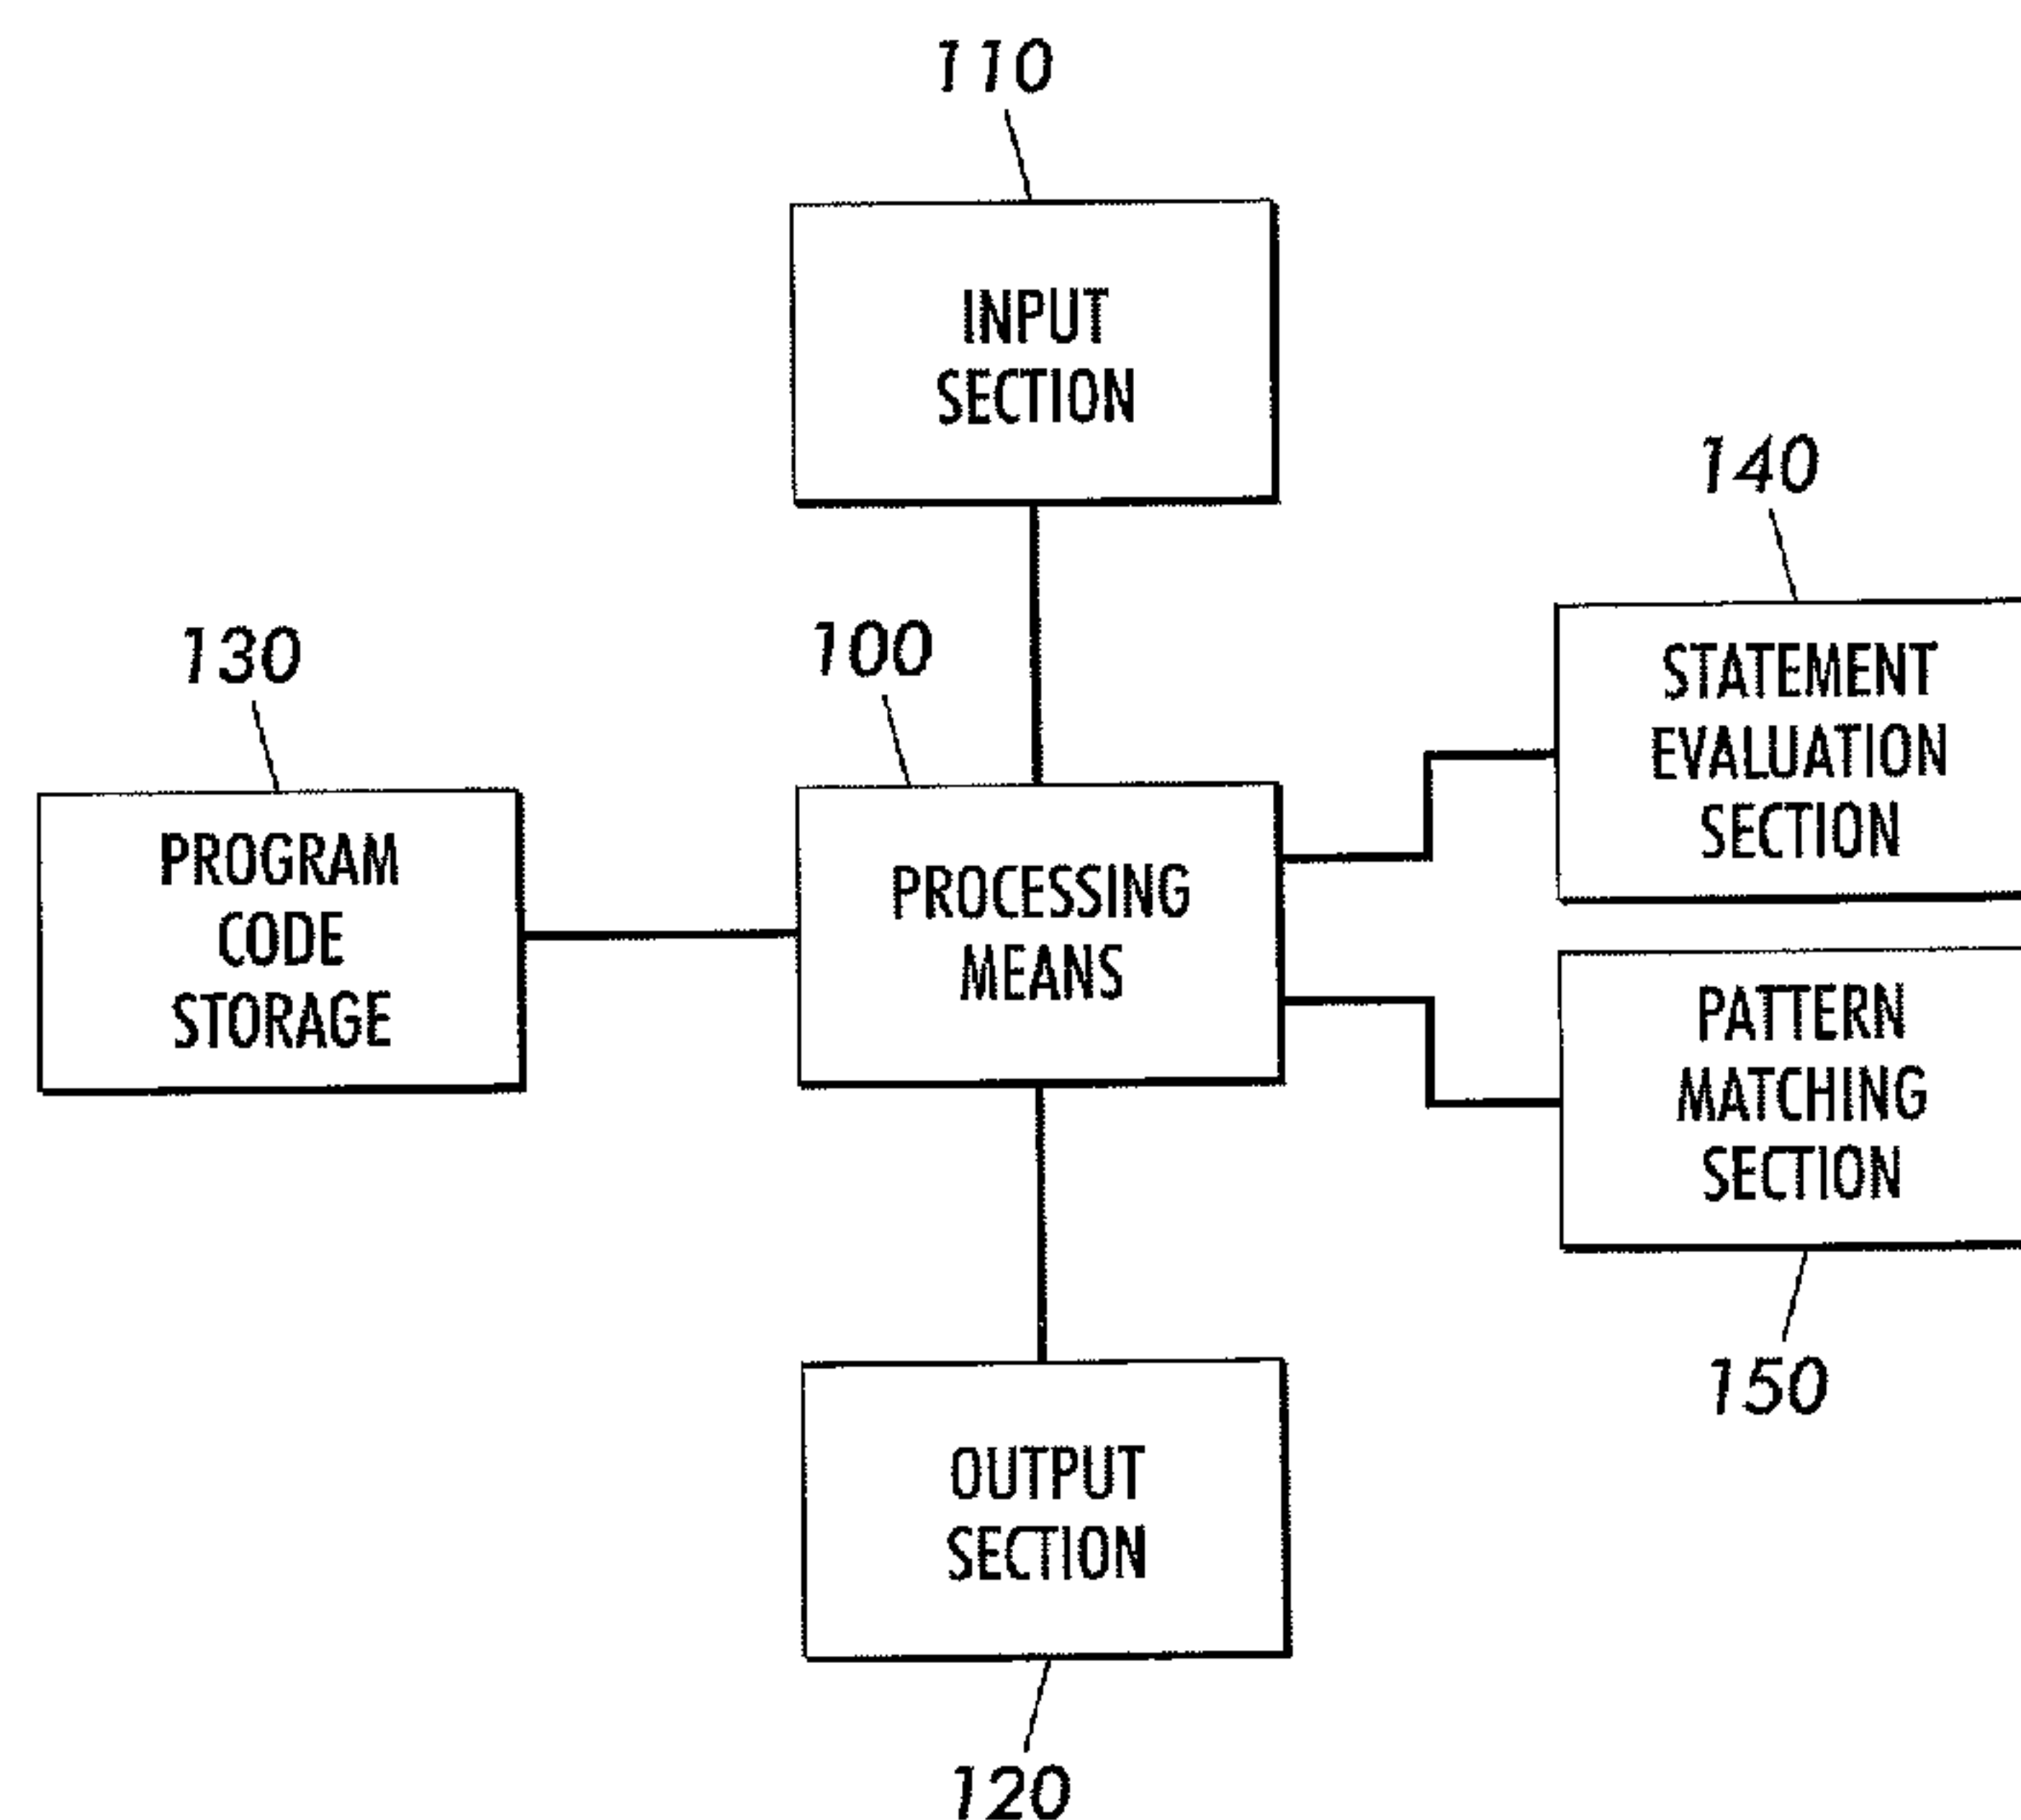 110
INPUT
SECTION
140
130
100
STATEMENT
EVALUATION
SECTION
PROGRAM
CODE
STORAGE
PROCESSING
MEANS
PATTERN
MATCHING
SECTION
150
OUTPUT
SECTION
120